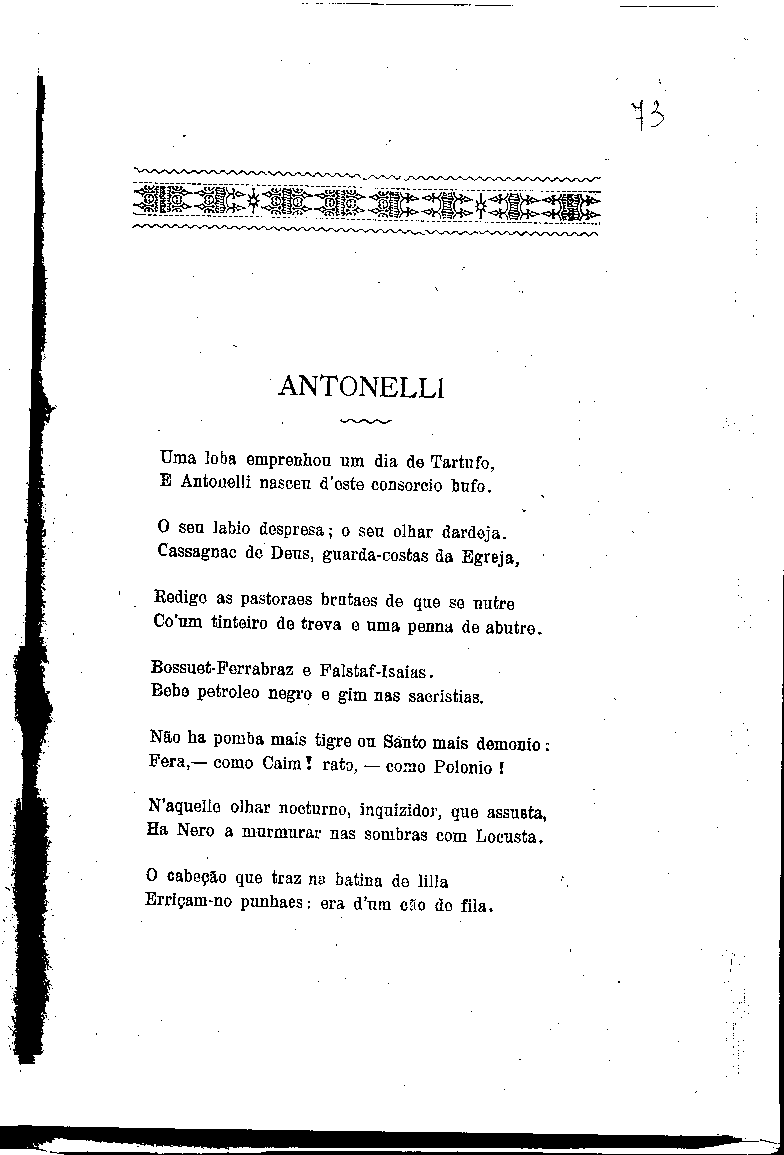 73
ANTONELLI
Uma loba emprenhou um dia de Tartufo,
E Antonelli nasceu d'este consorcio bufo.
O seu labio despresa; o seu olhar dardeja.
Cassagnac de Deus, guarda-costas da Egreja,
Redige as pastoraes brutaes de que se nutre
Co'um tinteiro de treva e uma penna de abutre.
Bossuet-Ferrabraz e Falstaf-Isaias.
Bebe petroleo negro e gim nas sacristias.
Não ha pomba mais tigre ou Santo mais demonio:
Fera,— como Caim! rato, — como Polonio!
N'aquelle olhar nocturno, inquizidor, que assusta,
Ha Nero a murmurar nas sombras com Locusta.
O cabeção que traz na batina de lilla
Erriçam-no punhaes: era d'um cão de fila.